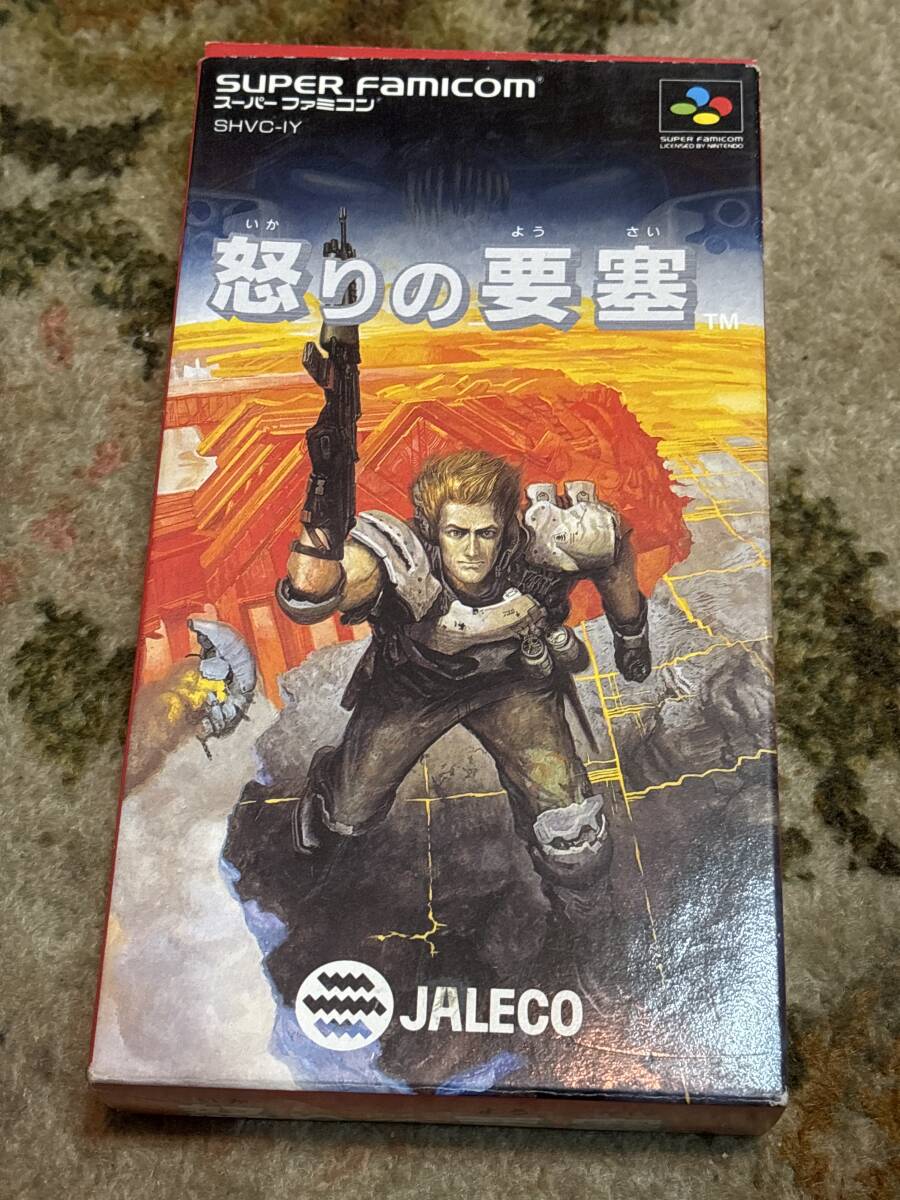 SUPER FAMICOM®
スーパーファミコン®
SHVC-IY
SUPER FAMICOM
LICENSED BY NINTENDO
いか よう さい
怒りの要塞 TM
JALECO